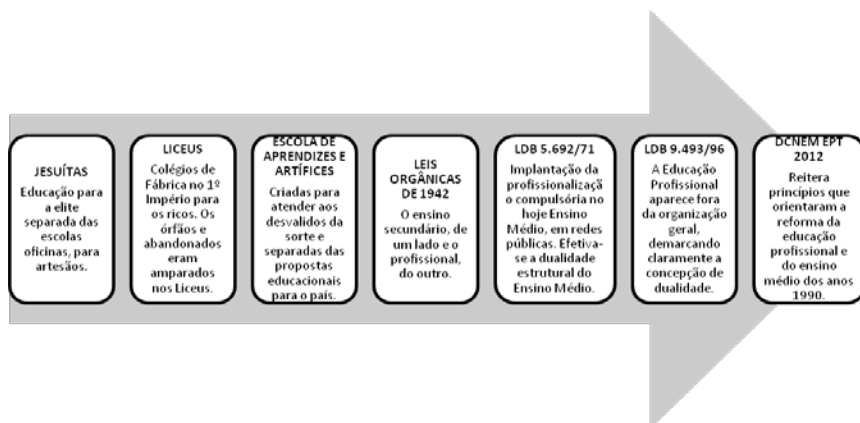 JESUÍTAS
Educação para
a elite
separada das
escolas
oficinas, para
artesãos.
LICEUS
Colégios de
Fábrica no 1º
Império para
os ricos. Os
órfãos e
abandonados
eram
amparados
nos Liceus.
ESCOLA DE
APRENDIZES E
ARTÍFICES
Criadas para
atender aos
desvalidos da
sorte e
separadas das
propostas
educacionais
para o país.
LEIS
ORGÂNICAS
DE 1942
O ensino
secundário, de
um lado e o
profissional,
do outro.
LDB 5.692/71
Implantação da
profissionalizaçã
o compulsória no
hoje Ensino
Médio, em redes
públicas. Efetiva-
se a dualidade
estrutural do
Ensino Médio.
LDB 9.493/96
A Educação
Profissional
aparece fora
da organização
geral,
demarcando
claramente a
concepção de
dualidade.
DCNEM EPT
2012
Reitera
princípios que
orientaram a
reforma da
educação
profissional e
do ensino
médio dos anos
1990.